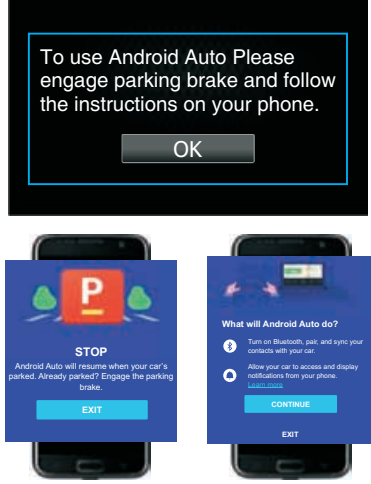 To use Android Auto Please
engage parking brake and follow
the instructions on your phone.
OK
P
STOP
Android Auto will resume when your car's
parked. Already parked? Engage the parking
brake.
EXIT
What will Android Auto do?
Turn on Bluetooth, pair, and sync your
contacts with your car.
Allow your car to access and display
notifications from your phone.
Learn more
CONTINUE
EXIT